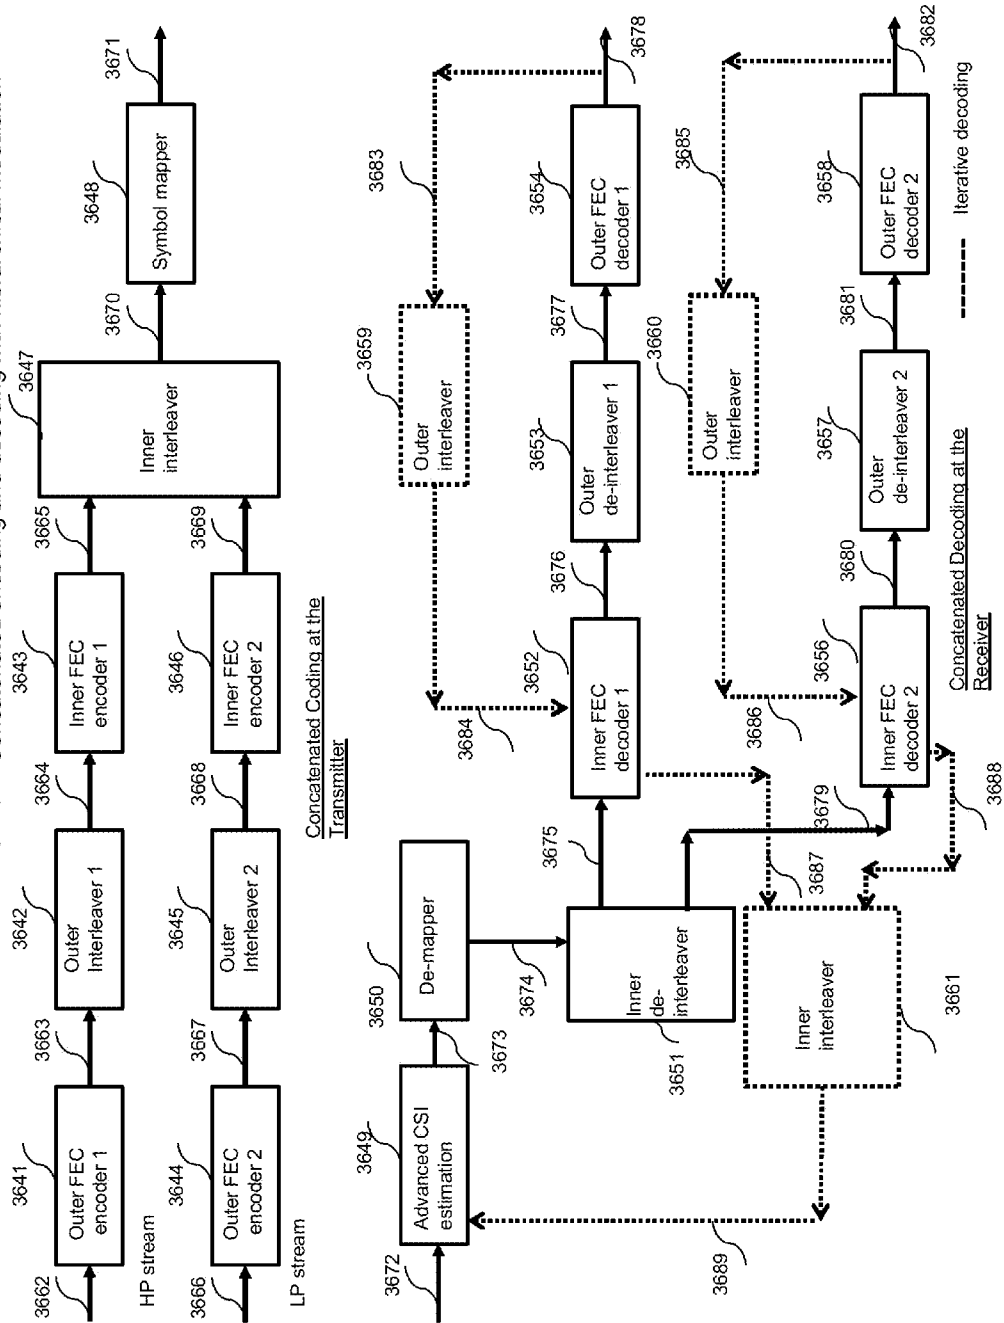 3641
3642
3643
3647
3648
3662
Outer FEC
encoder 1
3663
Outer
Interleaver 1
3664
Inner FEC
encoder 1
3665
Inner
interleaver
3670
Symbol mapper
3671
HP stream
3644
3645
3646
3666
Outer FEC
encoder 2
3667
Outer
Interleaver 2
3668
Inner FEC
encoder 2
3669
LP stream
Concatenated Coding at the
Transmitter
3649
3650
3659
3683
3678
3672
Advanced CSI
estimation
3673
De-mapper
Outer
interleaver
3674
3684
3652
3653
3654
3651
Inner
de-
interleaver
3675
Inner FEC
decoder 1
3676
Outer
de-interleaver 1
3677
Outer FEC
decoder 1
3689
3660
3685
3682
Outer
interleaver
3686
3687
3661
Inner
interleaver
3679
3656
3657
3658
Inner FEC
decoder 2
3680
Outer
de-interleaver 2
3681
Outer FEC
decoder 2
3688
Concatenated Decoding at the
Receiver
Iterative decoding